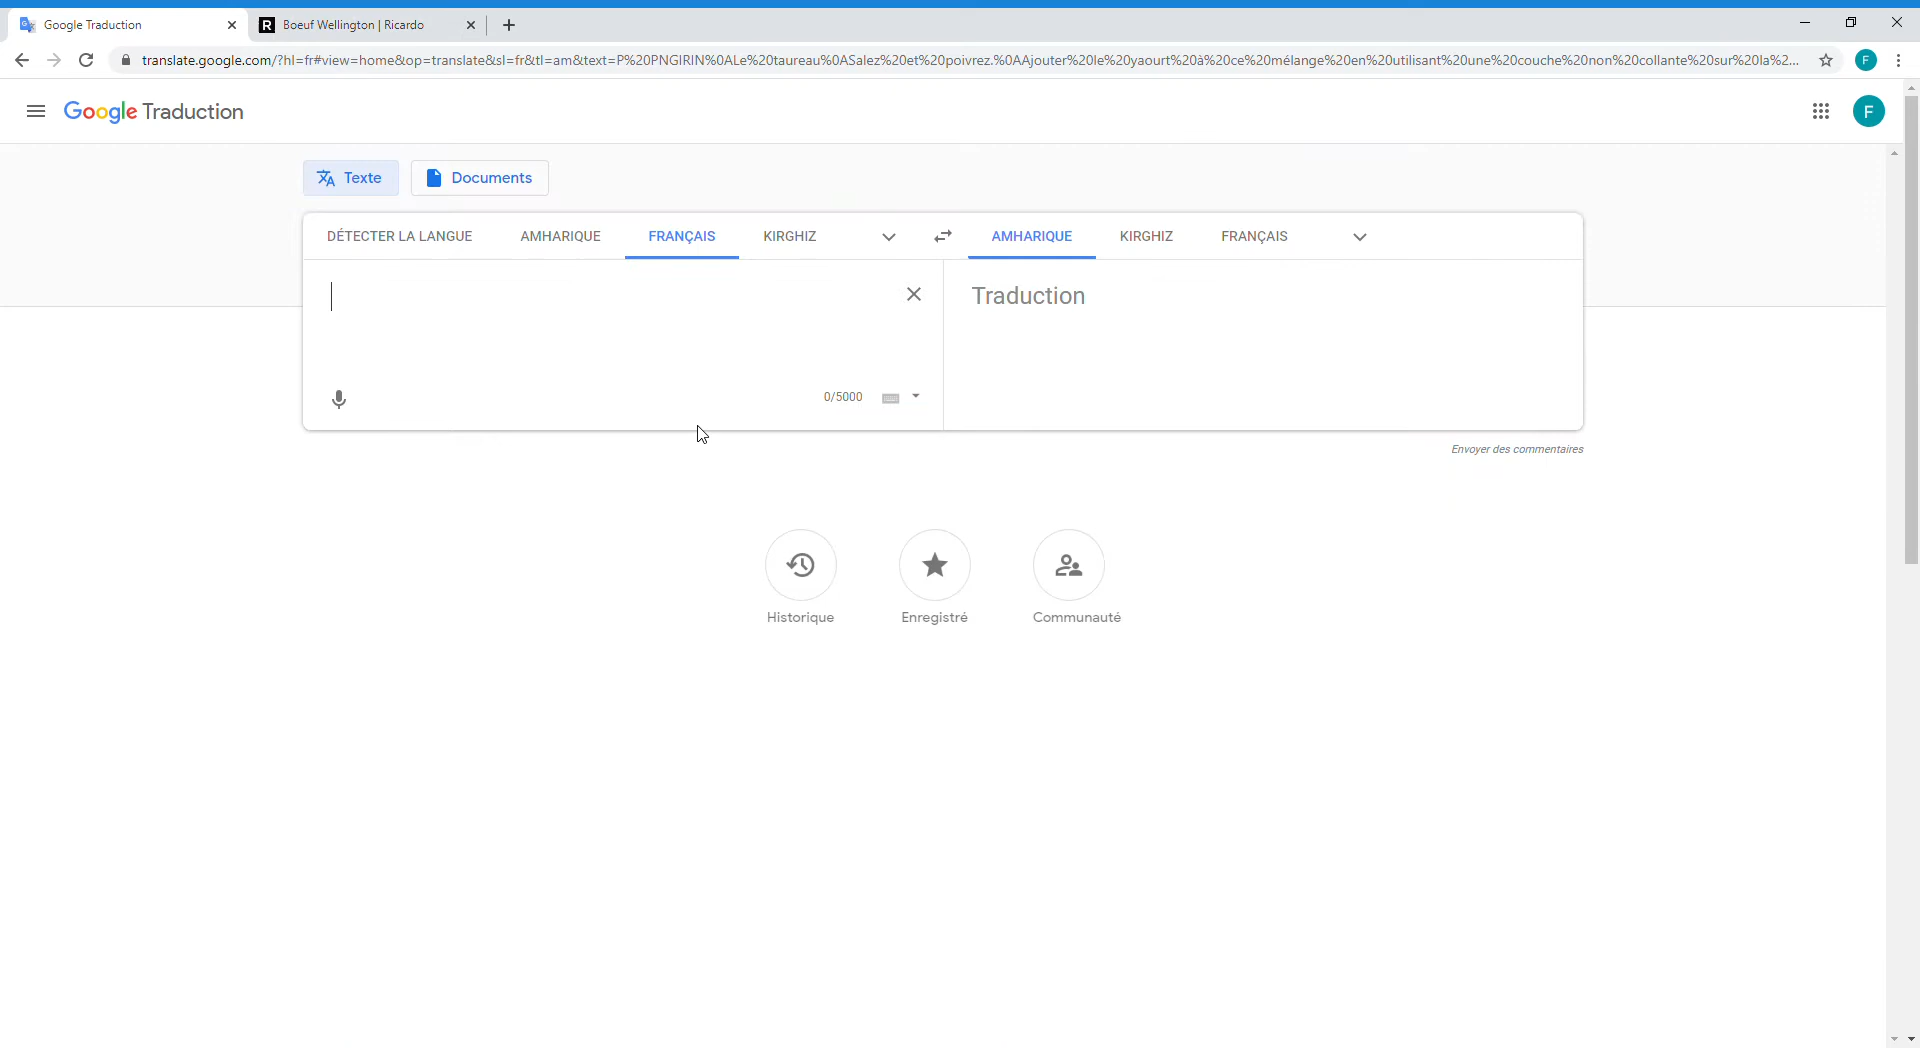 Google Traduction
R Boeuf Wellington | Ricardo
translate.google.com/?hl=fr#view=home&op=translate&sl=fr&tl=am&text=P%20PNGIRIN%0ALe%20taureau%0ASalez%20et%20poivrez.%0AAjouter%20le%20yaourt%20à%20ce%20mélange%20en%20utilisant%20une%20couche%20non%20collante%20sur%20la%2...
F
Google Traduction
F
Texte
Documents
DÉTECTER LA LANGUE
AMHARIQUE
FRANÇAIS
KIRGHIZ
AMHARIQUE
KIRGHIZ
FRANÇAIS
Traduction
0/5000
Envoyer des commentaires
Historique
Enregistré
Communauté